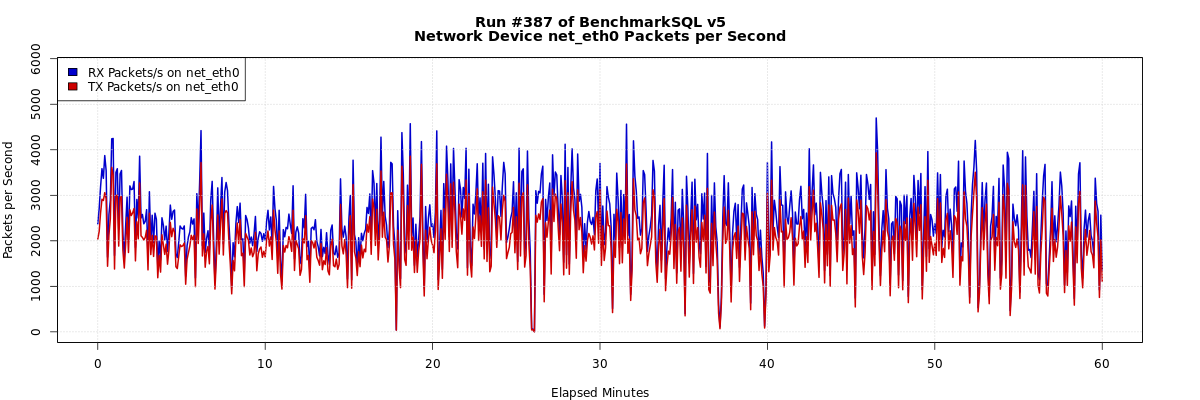 Run #387 of BenchmarkSQL v5
Network Device net_eth0 Packets per Second
RX Packets/s on net_eth0
TX Packets/s on net_eth0
Packets per Second
6000
5000
4000
3000
2000
1000
0
0 10 20 30 40 50 60
Elapsed Minutes